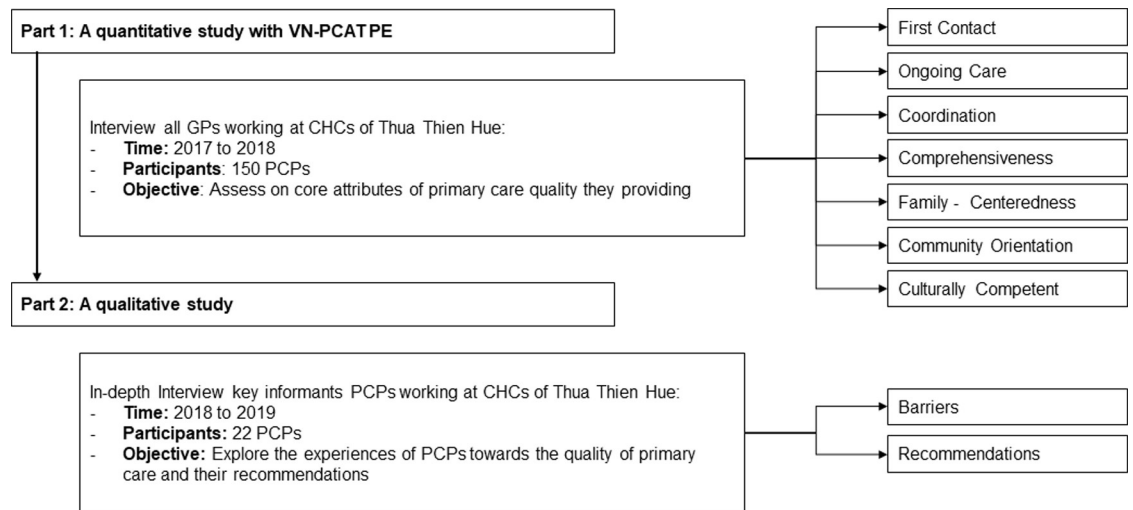 Part 1: A quantitative study with VN-PCATPE
Interview all GPs working at CHCs of Thua Thien Hue:
- Time: 2017 to 2018
- Participants: 150 PCPs
- Objective: Assess on core attributes of primary care quality they providing
First Contact
Ongoing Care
Coordination
Comprehensiveness
Family - Centeredness
Community Orientation
Culturally Competent
Part 2: A qualitative study
In-depth Interview key informants PCPs working at CHCs of Thua Thien Hue:
- Time: 2018 to 2019
- Participants: 22 PCPs
- Objective: Explore the experiences of PCPs towards the quality of primary
care and their recommendations
Barriers
Recommendations